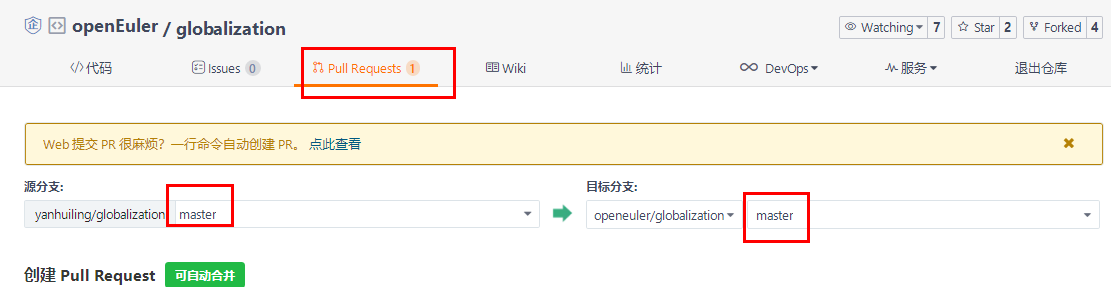 openEuler / globalization
Watching 7 Star 2 Forked 4
代码 Issues 0 Pull Requests 1 Wiki 统计 DevOps 服务 退出仓库
Web 提交 PR 很麻烦？一行命令自动创建 PR。 点此查看
源分支: 目标分支:
yanhuiling/globalization master openeuler/globalization master
创建 Pull Request 可自动合并